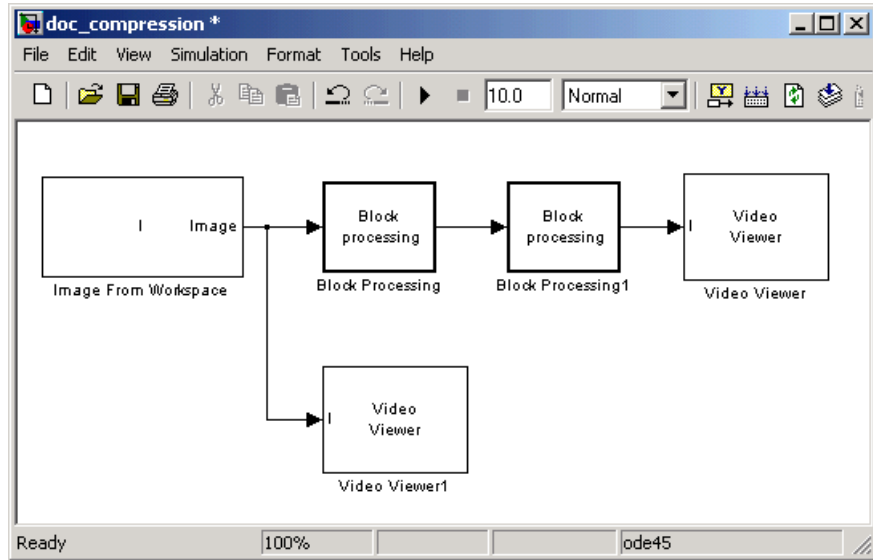 doc_compression *
File Edit View Simulation Format Tools Help
10.0 Normal
I Image
Image From Workspace
Block
processing
Block Processing
Block
processing
Block Processing1
I Video
Viewer
Video Viewer
I Video
Viewer
Video Viewer1
Ready 100% ode45